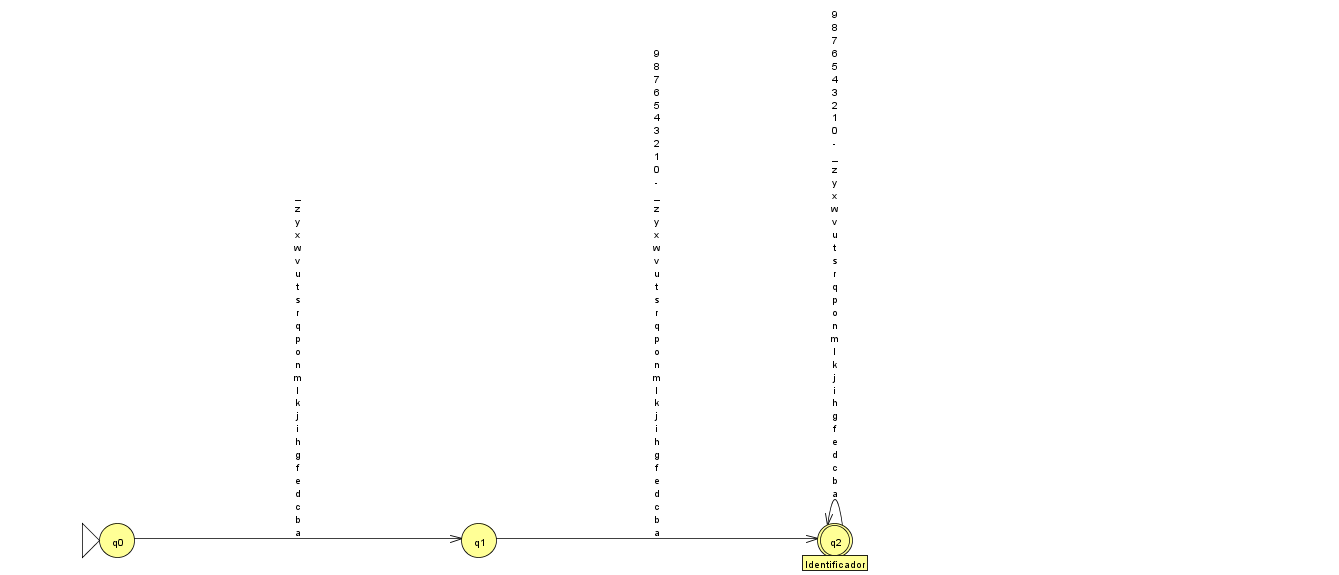 _
z
y
x
w
v
u
t
s
r
q
p
o
n
m
l
k
j
i
h
g
f
e
d
c
b
a
9
8
7
6
5
4
3
2
1
0
-
_
z
y
x
w
v
u
t
s
r
q
p
o
n
m
l
k
j
i
h
g
f
e
d
c
b
a
9
8
7
6
5
4
3
2
1
0
-
_
z
y
x
w
v
u
t
s
r
q
p
o
n
m
l
k
j
i
h
g
f
e
d
c
b
a
q0
q1
q2
Identificador